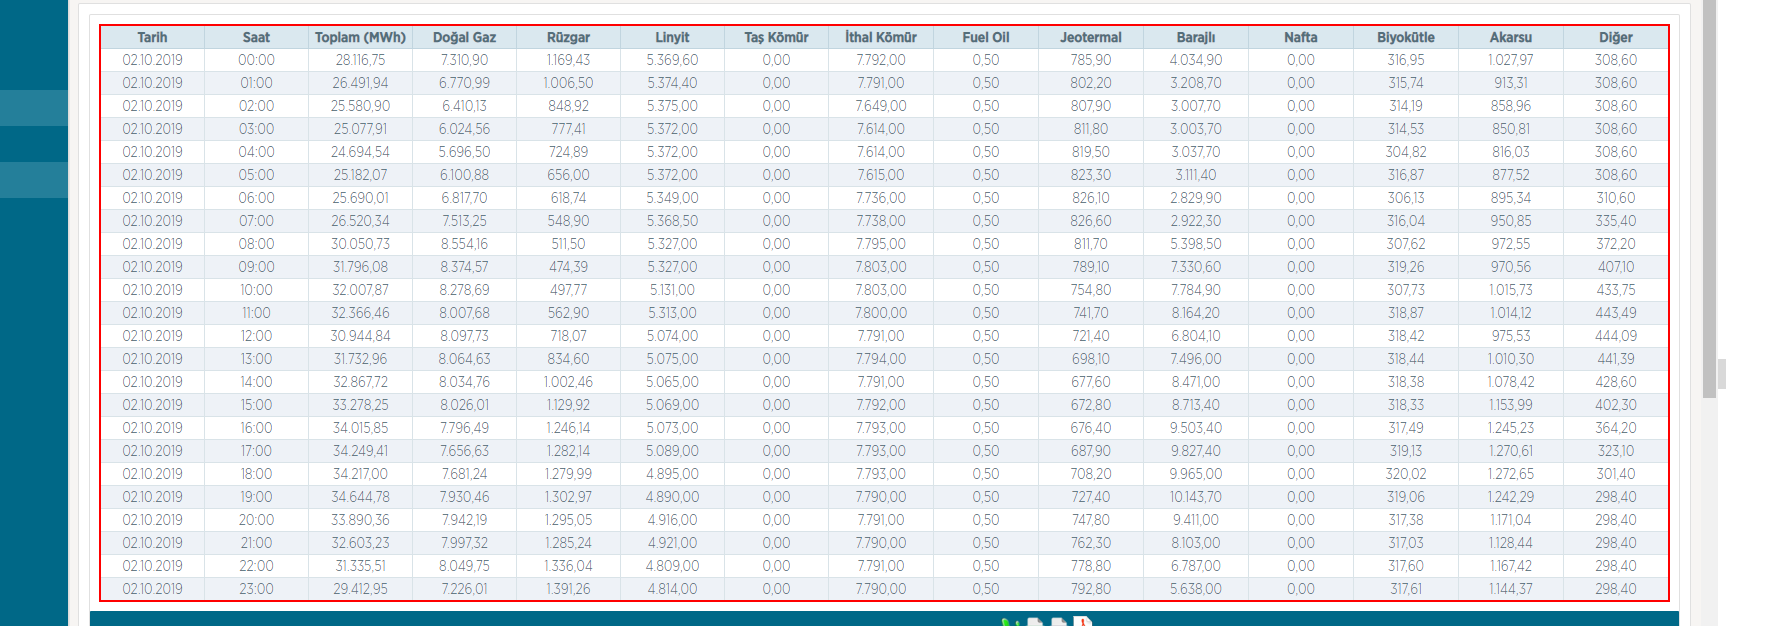 Tarih Saat Toplam (MWh) Doğal Gaz Rüzgar Linyit Taş Kömür İthal Kömür Fuel Oil Jeotermal Barajlı Nafta Biyokütle Akarsu Diğer
02.10.2019 00:00 28.116,75 7.310,90 1.169,43 5.369,60 0,00 7.792,00 0,50 785,90 4.034,90 0,00 316,95 1.027,97 308,60
02.10.2019 01:00 26.491,94 6.770,99 1.006,50 5.374,40 0,00 7.791,00 0,50 802,20 3.208,70 0,00 315,74 913,31 308,60
02.10.2019 02:00 25.580,90 6.410,13 848,92 5.375,00 0,00 7.649,00 0,50 807,90 3.007,70 0,00 314,19 858,96 308,60
02.10.2019 03:00 25.077,91 6.024,56 777,41 5.372,00 0,00 7.614,00 0,50 811,80 3.003,70 0,00 314,53 850,81 308,60
02.10.2019 04:00 24.694,54 5.696,50 724,89 5.372,00 0,00 7.614,00 0,50 819,50 3.037,70 0,00 304,82 816,03 308,60
02.10.2019 05:00 25.182,07 6.100,88 656,00 5.372,00 0,00 7.615,00 0,50 823,30 3.111,40 0,00 316,87 877,52 308,60
02.10.2019 06:00 25.690,01 6.817,70 618,74 5.349,00 0,00 7.736,00 0,50 826,10 2.829,90 0,00 306,13 895,34 310,60
02.10.2019 07:00 26.520,34 7.513,25 548,90 5.368,50 0,00 7.738,00 0,50 826,60 2.922,30 0,00 316,04 950,85 335,40
02.10.2019 08:00 30.050,73 8.554,16 511,50 5.327,00 0,00 7.795,00 0,50 811,70 5.398,50 0,00 307,62 972,55 372,20
02.10.2019 09:00 31.796,08 8.374,57 474,39 5.327,00 0,00 7.803,00 0,50 789,10 7.330,60 0,00 319,26 970,56 407,10
02.10.2019 10:00 32.007,87 8.278,69 497,77 5.131,00 0,00 7.803,00 0,50 754,80 7.784,90 0,00 307,73 1.015,73 433,75
02.10.2019 11:00 32.366,46 8.007,68 562,90 5.313,00 0,00 7.800,00 0,50 741,70 8.164,20 0,00 318,87 1.014,12 443,49
02.10.2019 12:00 30.944,84 8.097,73 718,07 5.074,00 0,00 7.791,00 0,50 721,40 6.804,10 0,00 318,42 975,53 444,09
02.10.2019 13:00 31.732,96 8.064,63 834,60 5.075,00 0,00 7.794,00 0,50 698,10 7.496,00 0,00 318,44 1.010,30 441,39
02.10.2019 14:00 32.867,72 8.034,76 1.002,46 5.065,00 0,00 7.791,00 0,50 677,60 8.471,00 0,00 318,38 1.078,42 428,60
02.10.2019 15:00 33.278,25 8.026,01 1.129,92 5.069,00 0,00 7.792,00 0,50 672,80 8.713,40 0,00 318,33 1.153,99 402,30
02.10.2019 16:00 34.015,85 7.796,49 1.246,14 5.073,00 0,00 7.793,00 0,50 676,40 9.503,40 0,00 317,49 1.245,23 364,20
02.10.2019 17:00 34.249,41 7.656,63 1.282,14 5.089,00 0,00 7.793,00 0,50 687,90 9.827,40 0,00 319,13 1.270,61 323,10
02.10.2019 18:00 34.217,00 7.681,24 1.279,99 4.895,00 0,00 7.793,00 0,50 708,20 9.965,00 0,00 320,02 1.272,65 301,40
02.10.2019 19:00 34.644,78 7.930,46 1.302,97 4.890,00 0,00 7.790,00 0,50 727,40 10.143,70 0,00 319,06 1.242,29 298,40
02.10.2019 20:00 33.890,36 7.942,19 1.295,05 4.916,00 0,00 7.791,00 0,50 747,80 9.411,00 0,00 317,38 1.171,04 298,40
02.10.2019 21:00 32.603,23 7.997,32 1.285,24 4.921,00 0,00 7.790,00 0,50 762,30 8.103,00 0,00 317,03 1.128,44 298,40
02.10.2019 22:00 31.335,51 8.049,75 1.336,04 4.809,00 0,00 7.791,00 0,50 778,80 6.787,00 0,00 317,60 1.167,42 298,40
02.10.2019 23:00 29.412,95 7.226,01 1.391,26 4.814,00 0,00 7.790,00 0,50 792,80 5.638,00 0,00 317,61 1.144,37 298,40